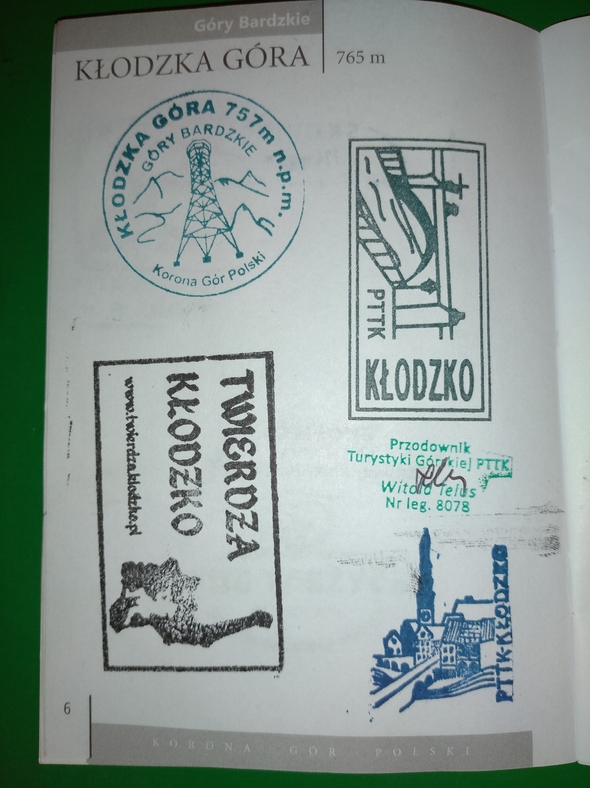 Góry Bardzkie
KŁODZKA GÓRA
765 m
KŁODZKA GÓRA 757m n.p.m.
GÓRY BARDZKIE
Korona Gór Polski
PTTK
KŁODZKO
TWIERDZA
KŁODZKO
www.twierdza.klodzko.pl
Przodownik
Turystyki Górskiej PTTK
Witold Telus
Nr leg. 8078
PTTK-KŁODZKO
6
KORONA GÓR POLSKI